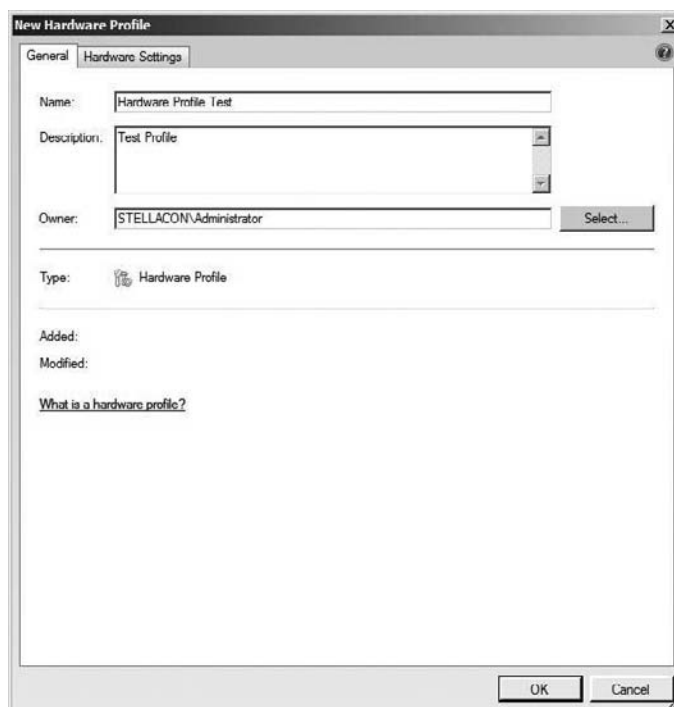 New Hardware Profile
General Hardware Settings
Name: Hardware Profile Test
Description: Test Profile
Owner: STELLACON\Administrator Select...
Type: Hardware Profile
Added:
Modified:
What is a hardware profile?
OK Cancel